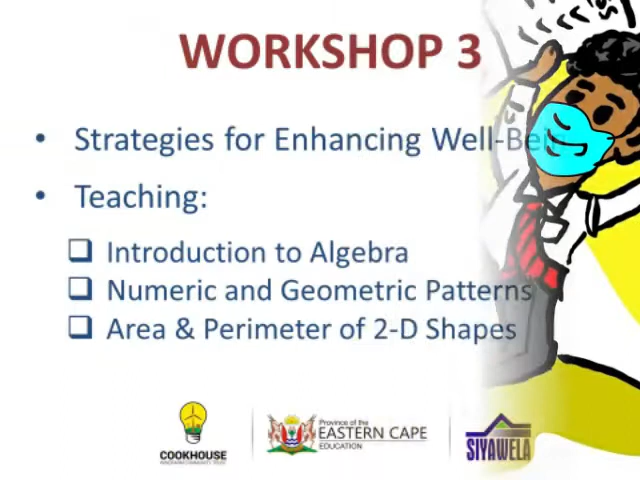 WORKSHOP 3
• Strategies for Enhancing Well-Bein
• Teaching:
❑ Introduction to Algebra
❑ Numeric and Geometric Patterns
❑ Area & Perimeter of 2-D Shapes
COOKHOUSE
Province of the
EASTERN CAPE
EDUCATION
SIYAWELA